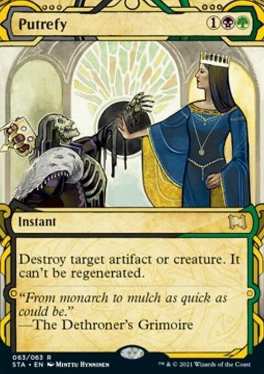 Putrefy 1
Instant
Destroy target artifact or creature. It
can't be regenerated.
"From monarch to mulch as quick as
could be."
—The Dethroner's Grimoire
063/063 R
STA • EN MINTTU HYNNINEN
™ & © 2021 Wizards of the Coast